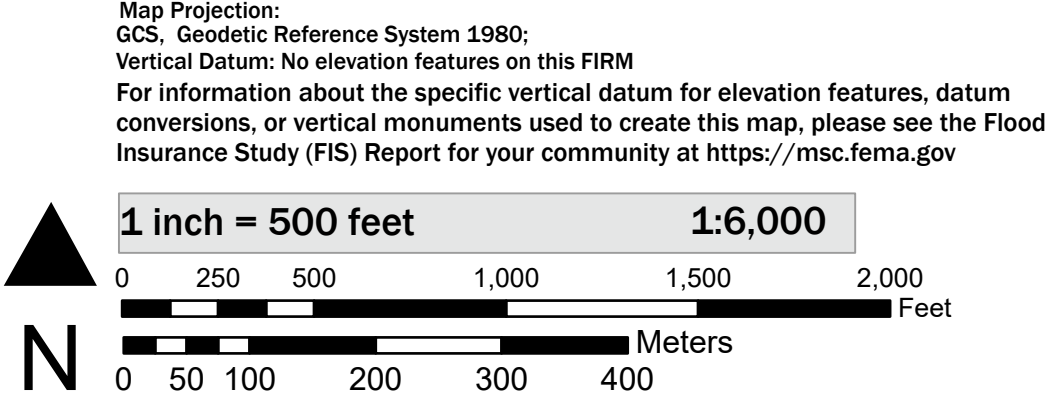 Map Projection:
GCS, Geodetic Reference System 1980;
Vertical Datum: No elevation features on this FIRM
For information about the specific vertical datum for elevation features, datum
conversions, or vertical monuments used to create this map, please see the Flood
Insurance Study (FIS) Report for your community at https://msc.fema.gov
1 inch = 500 feet 1:6,000
0 250 500 1,000 1,500 2,000
Feet
Meters
N
0 50 100 200 300 400